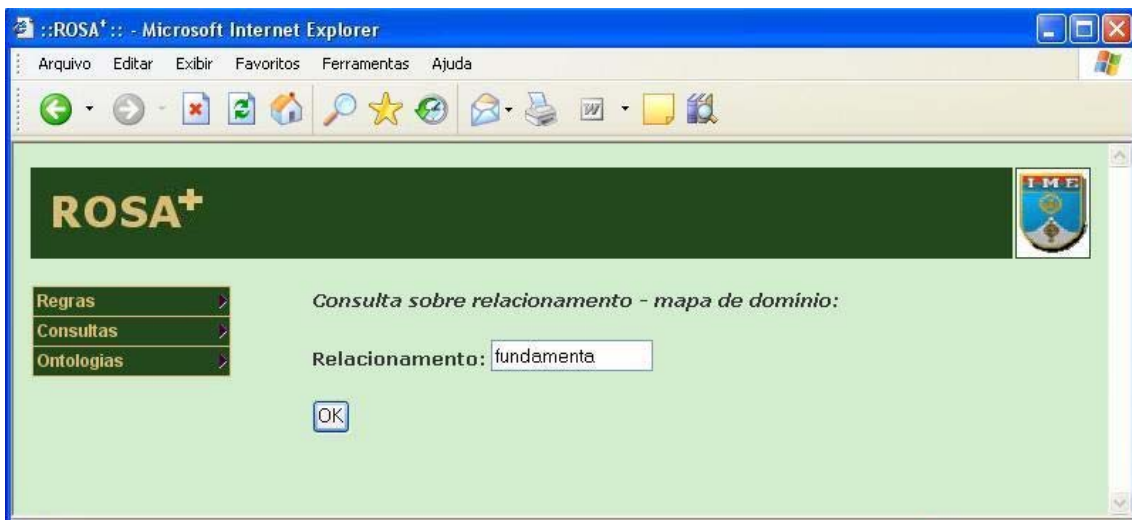 ::ROSA⁺:: - Microsoft Internet Explorer
Arquivo Editar Exibir Favoritos Ferramentas Ajuda
W
ROSA⁺
IME
Regras
Consultas
Ontologias
Consulta sobre relacionamento - mapa de domínio:
Relacionamento: fundamenta
OK